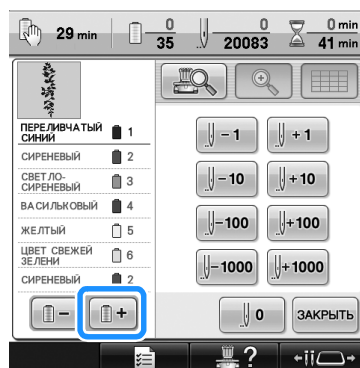 29 min
0
35
0
20083
0 min
41 min
ПЕРЕЛИВЧАТЫЙ
СИНИЙ
1
СИРЕНЕВЫЙ
2
СВЕТЛО-
СИРЕНЕВЫЙ
3
ВАСИЛЬКОВЫЙ
4
ЖЕЛТЫЙ
5
ЦВЕТ СВЕЖЕЙ
ЗЕЛЕНИ
6
СИРЕНЕВЫЙ
2
−
+
−1
+1
−10
+10
−100
+100
−1000
+1000
0
ЗАКРЫТЬ
?